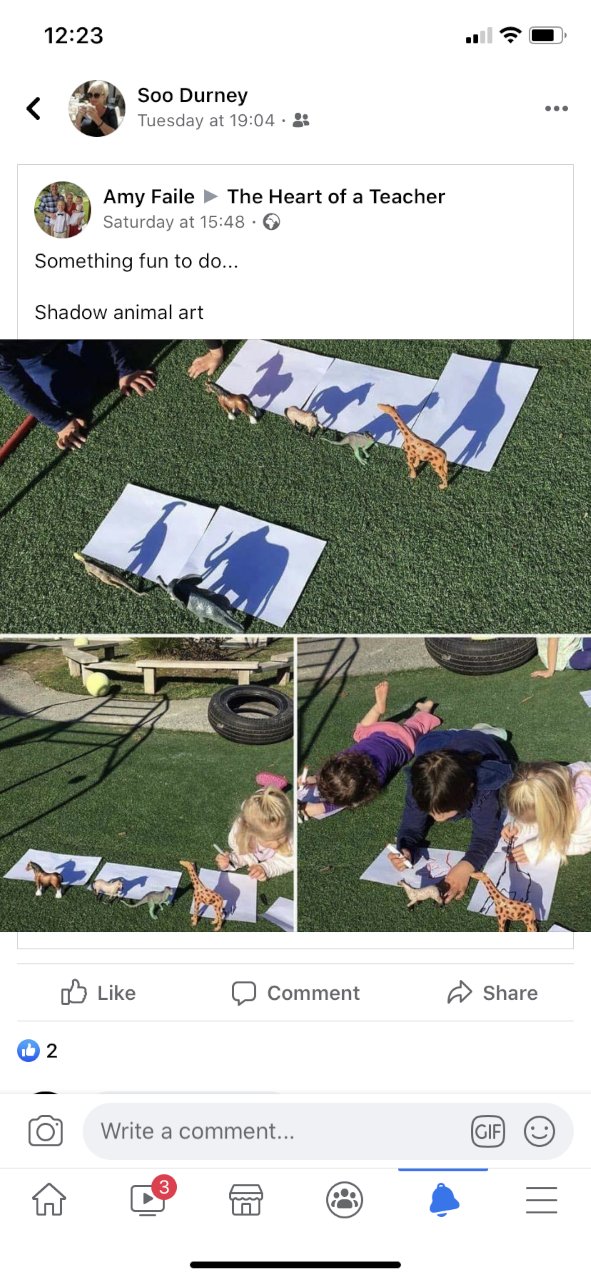 12:23
Soo Durney
Tuesday at 19:04 ·
Amy Faile ▶ The Heart of a Teacher
Saturday at 15:48 ·
Something fun to do...
Shadow animal art
Like Comment Share
2
Write a comment... GIF
3